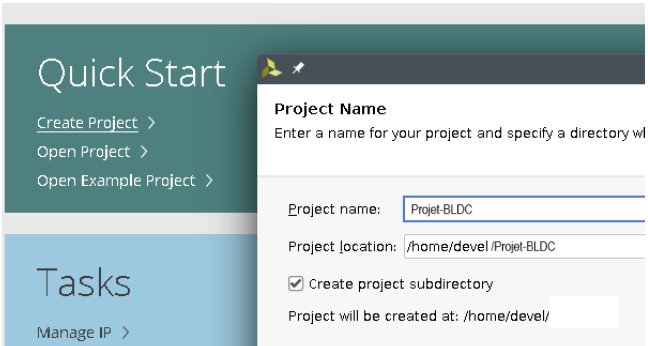 Quick Start
Create Project >
Open Project >
Open Example Project >
Tasks
Manage IP >
Project Name
Enter a name for your project and specify a directory
Project name: Projet-BLDC
Project location: /home/devel/Projet-BLDC
Create project subdirectory
Project will be created at: /home/devel/